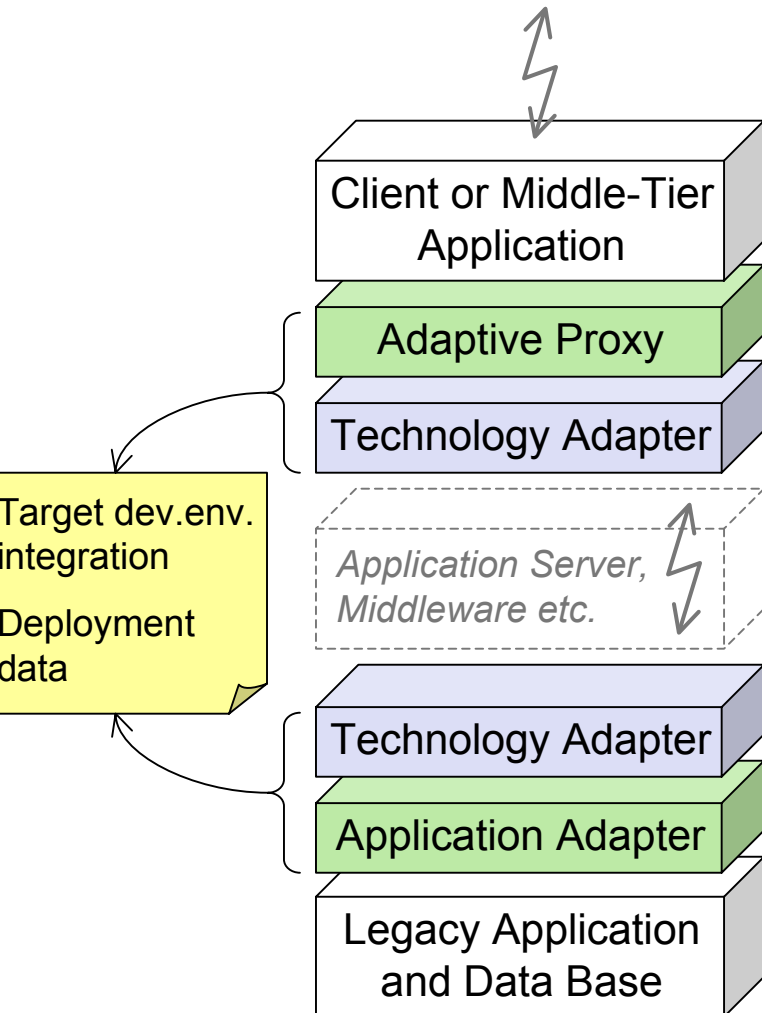 Client or Middle-Tier
Application
Adaptive Proxy
Technology Adapter
Target dev.env.
integration
Deployment
data
Application Server,
Middleware etc.
Technology Adapter
Application Adapter
Legacy Application
and Data Base